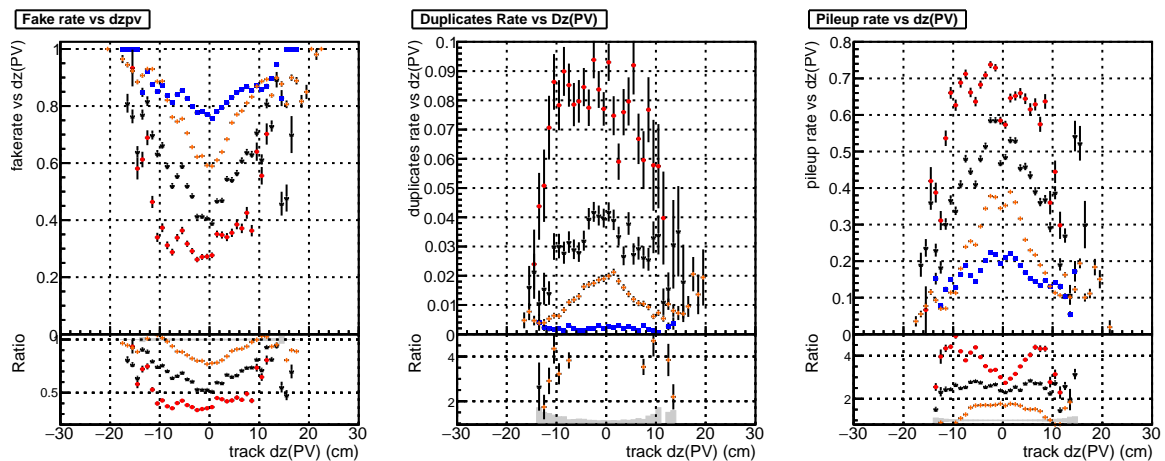 Fake rate vs dzpv
fakerate vs dz(PV)
1
0.8
0.6
0.4
0.2
0
Ratio
0.5
−30 −20 −10 0 10 20 30
track dz(PV) (cm)
Duplicates Rate vs Dz(PV)
duplicates rate vs dz(PV)
0.1
0.09
0.08
0.07
0.06
0.05
0.04
0.03
0.02
0.01
0
Ratio
4
2
−30 −20 −10 0 10 20 30
track dz(PV) (cm)
Pileup rate vs dz(PV)
pileup rate vs dz(PV)
0.8
0.7
0.6
0.5
0.4
0.3
0.2
0.1
0
Ratio
4
2
−30 −20 −10 0 10 20 30
track dz(PV) (cm)